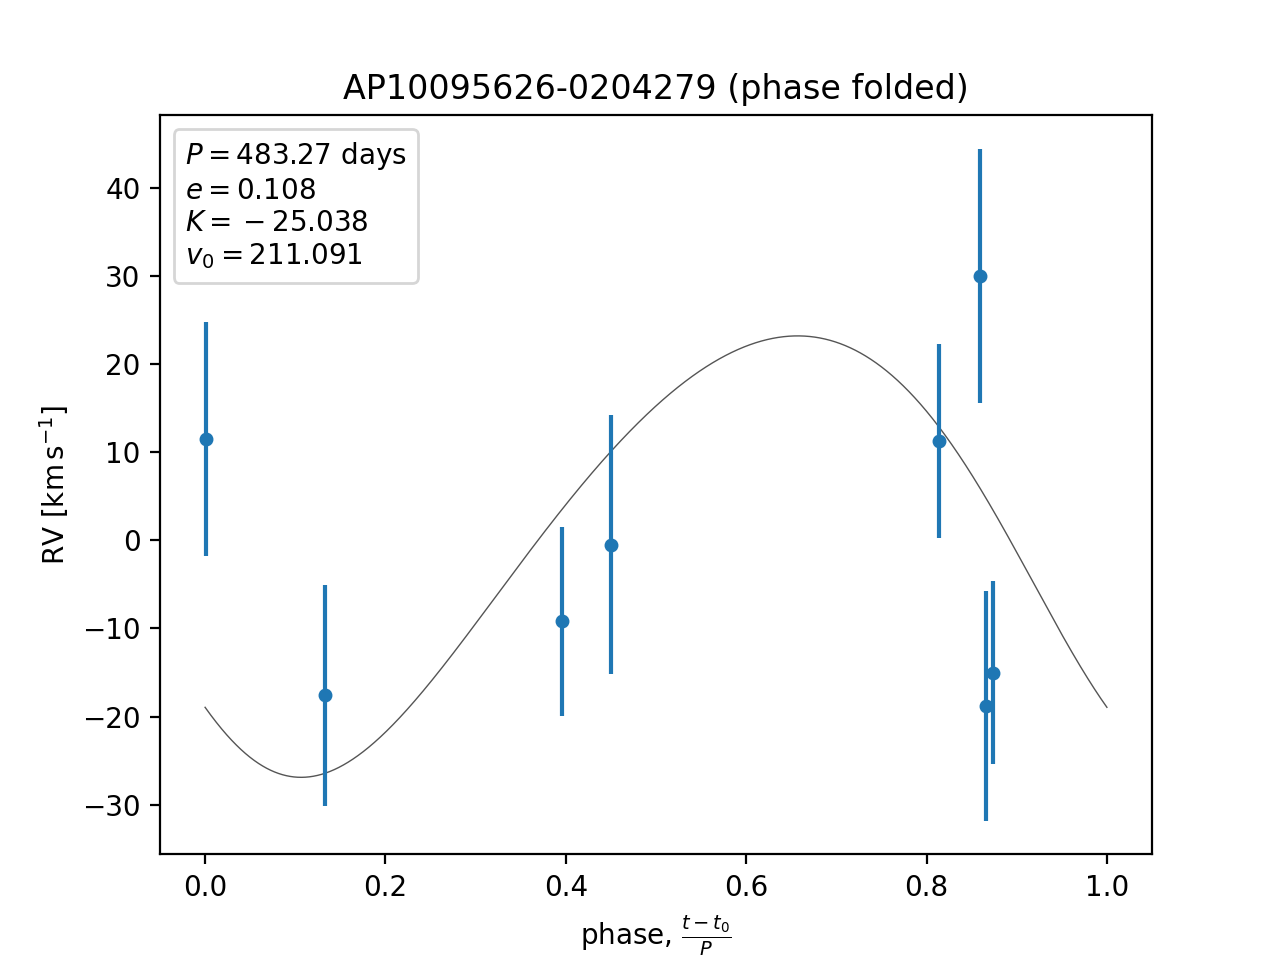 AP10095626-0204279 (phase folded)
P = 483.27 days
e = 0.108
K = −25.038
v₀ = 211.091
40
30
20
10
0
−10
−20
−30
RV [km s⁻¹]
0.0 0.2 0.4 0.6 0.8 1.0
phase, (t − t₀)/P